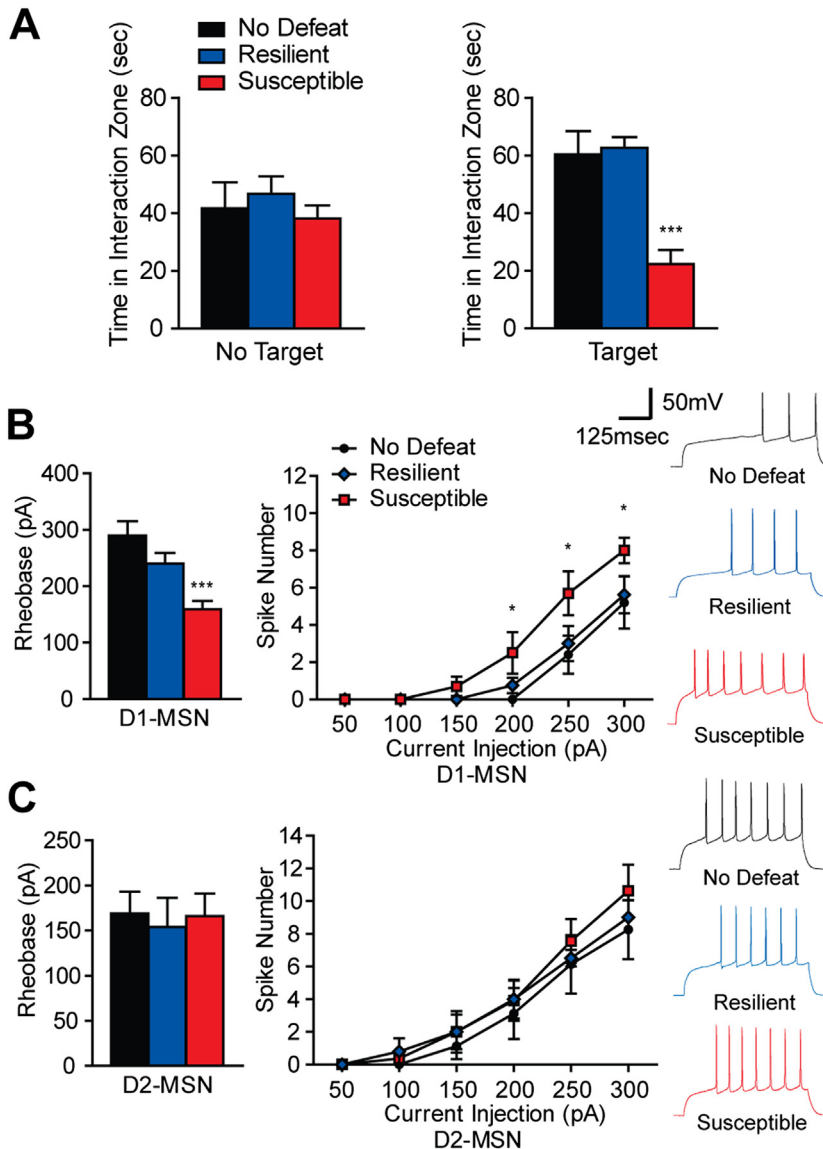 A
No Defeat
Resilient
Susceptible
Time in Interaction Zone (sec)
80
60
40
20
0
No Target
Time in Interaction Zone (sec)
80
60
40
20
0
***
Target
B
Rheobase (pA)
400
300
200
100
0
***
D1-MSN
No Defeat
Resilient
Susceptible
Spike Number
12
10
8
6
4
2
0
*
*
*
50 100 150 200 250 300
Current Injection (pA)
D1-MSN
50mV
125msec
No Defeat
Resilient
Susceptible
C
Rheobase (pA)
250
200
150
100
50
0
D2-MSN
Spike Number
14
12
10
8
6
4
2
0
50 100 150 200 250 300
Current Injection (pA)
D2-MSN
No Defeat
Resilient
Susceptible